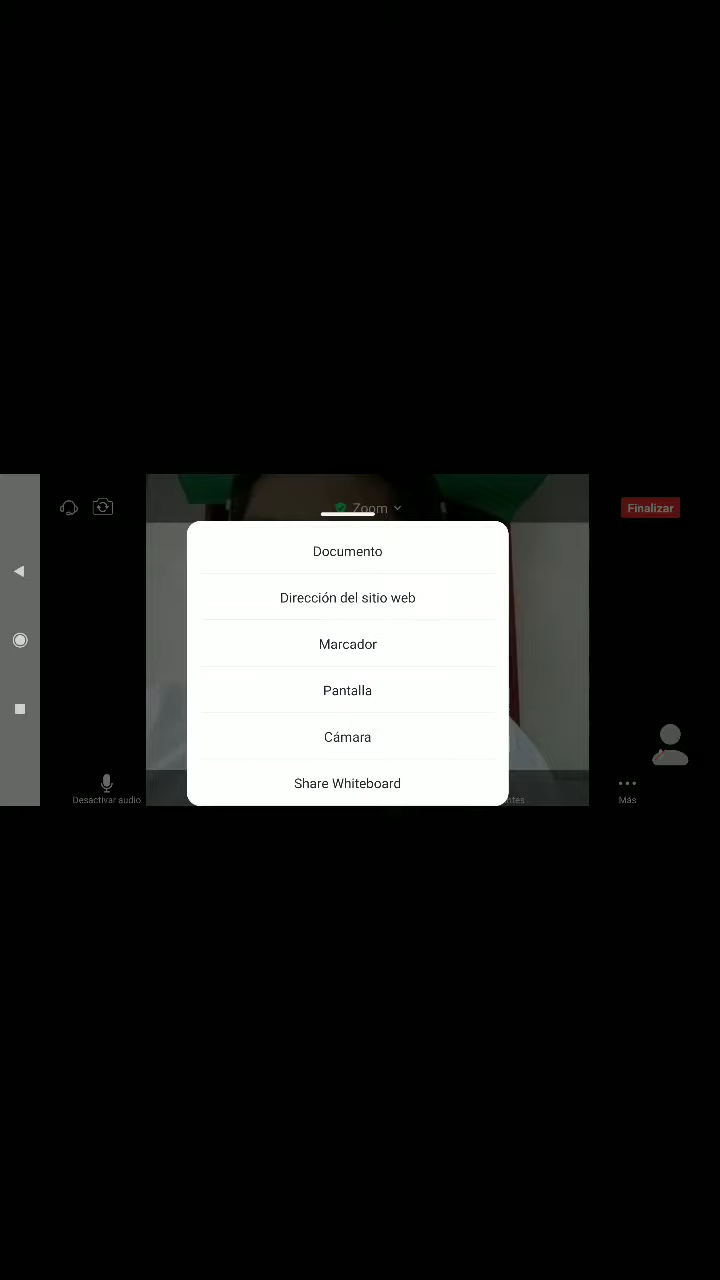 Zoom
Finalizar
Documento
Dirección del sitio web
Marcador
Pantalla
Cámara
Share Whiteboard
Desactivar audio
Más